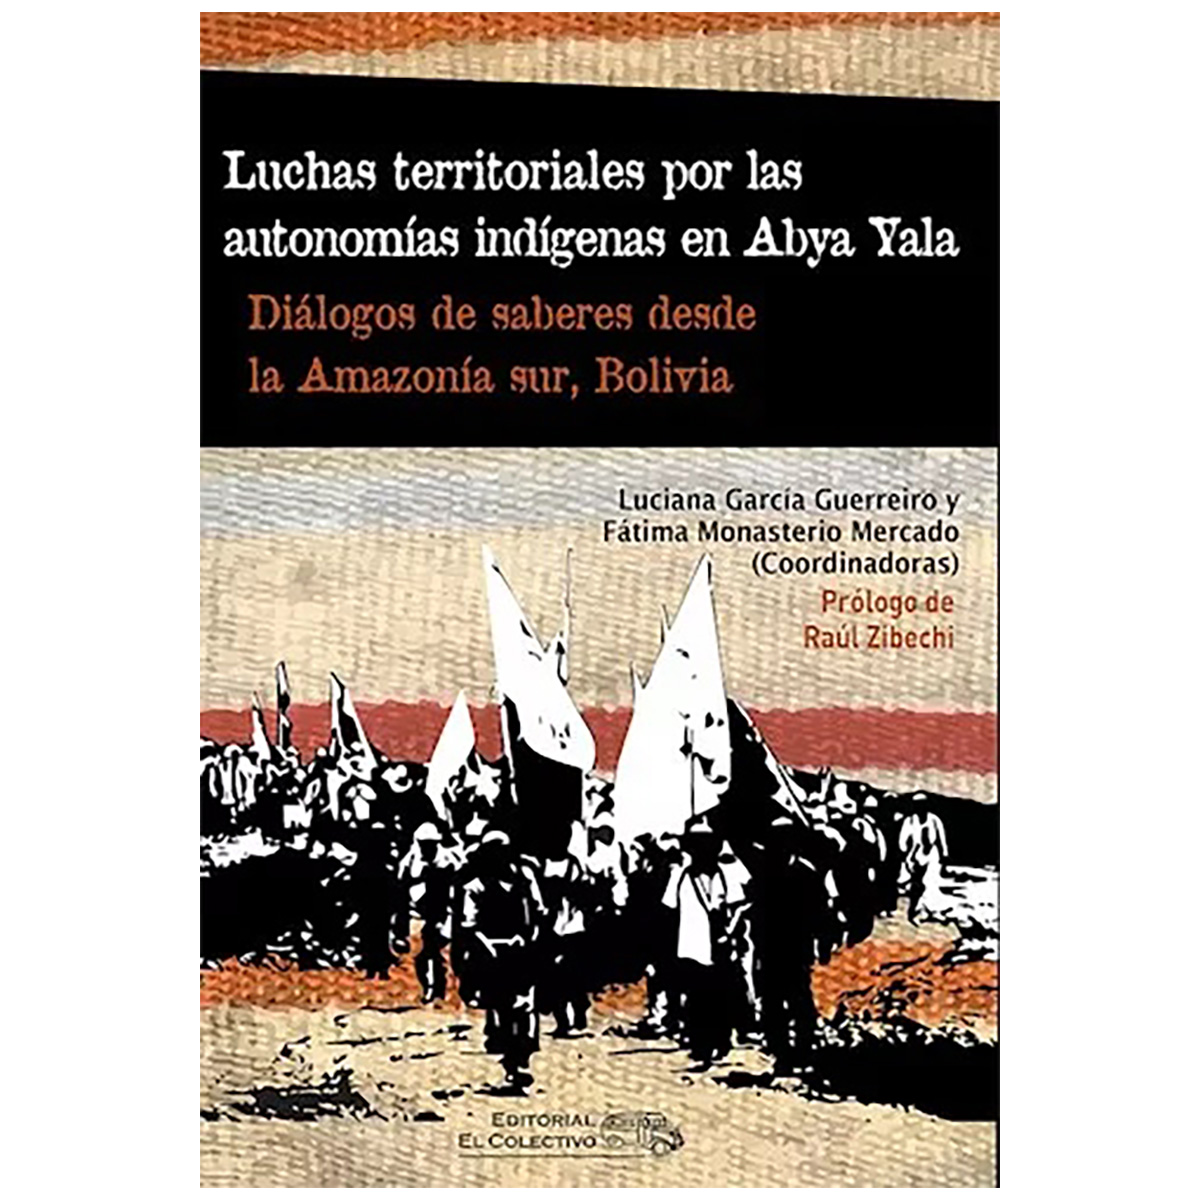 Luchas territoriales por las
autonomías indígenas en Abya Yala
Diálogos de saberes desde
la Amazonía sur, Bolivia
Luciana García Guerreiro y
Fátima Monasterio Mercado
(Coordinadoras)
Prólogo de
Raúl Zibechi
EDITORIAL
EL COLECTIVO